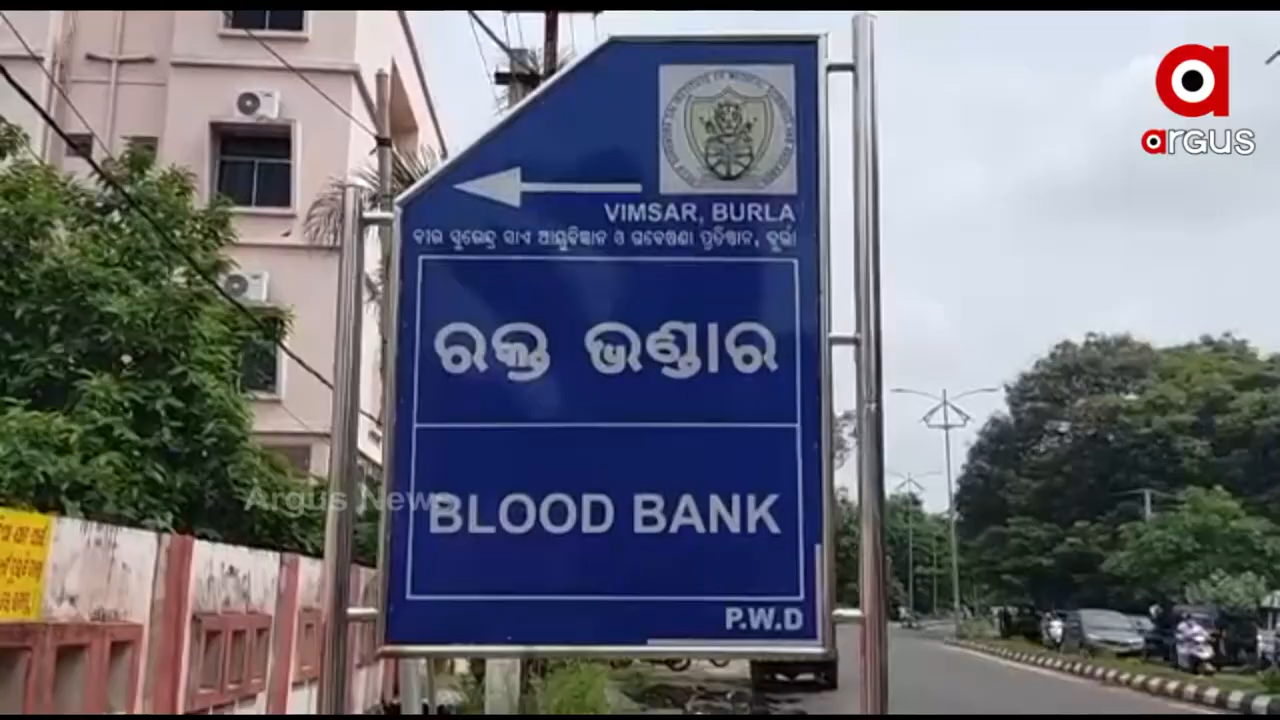 argus
VIMSAR, BURLA
ବୀର ସୁରେନ୍ଦ୍ର ସାଏ ଆୟୁର୍ବିଜ୍ଞାନ ଓ ଗବେଷଣା ପ୍ରତିଷ୍ଠାନ, ବୁର୍ଲା
ରକ୍ତ ଭଣ୍ଡାର
Argus News
BLOOD BANK
P.W.D